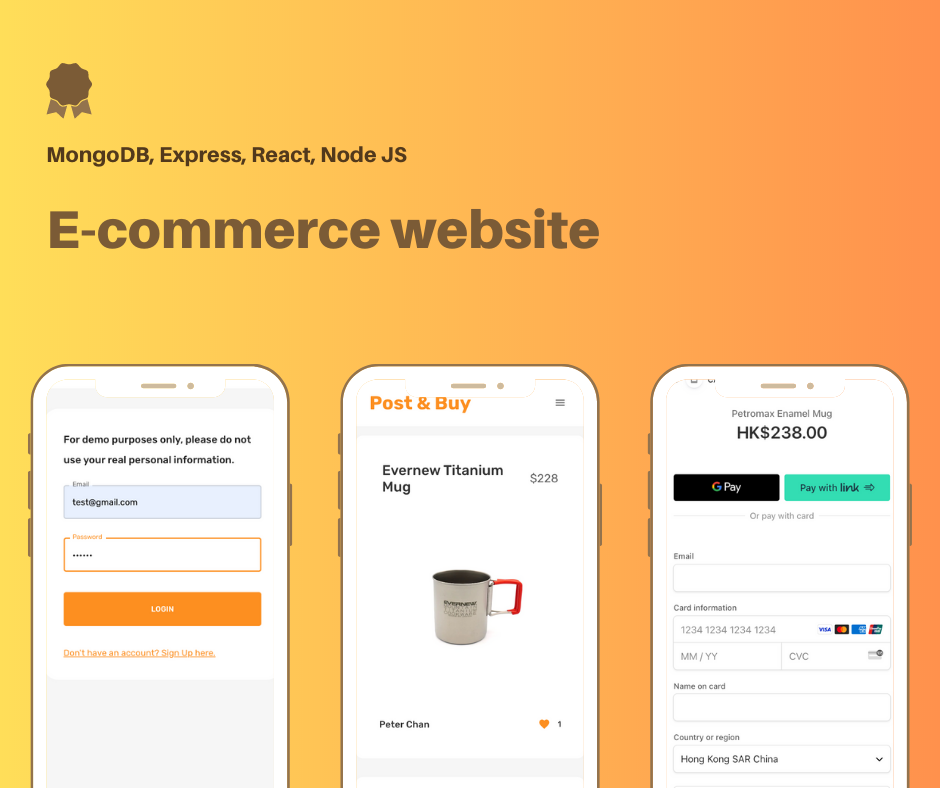 MongoDB, Express, React, Node JS
E-commerce website
For demo purposes only, please do not
use your real personal information.
Email
test@gmail.com
Password
••••••
LOGIN
Don't have an account? Sign Up here.
Post & Buy
Evernew Titanium
Mug
$228
EVERNEW
Peter Chan
1
Petromax Enamel Mug
HK$238.00
G Pay
Pay with link
Or pay with card
Email
Card information
1234 1234 1234 1234
VISA
MM / YY
CVC
Name on card
Country or region
Hong Kong SAR China